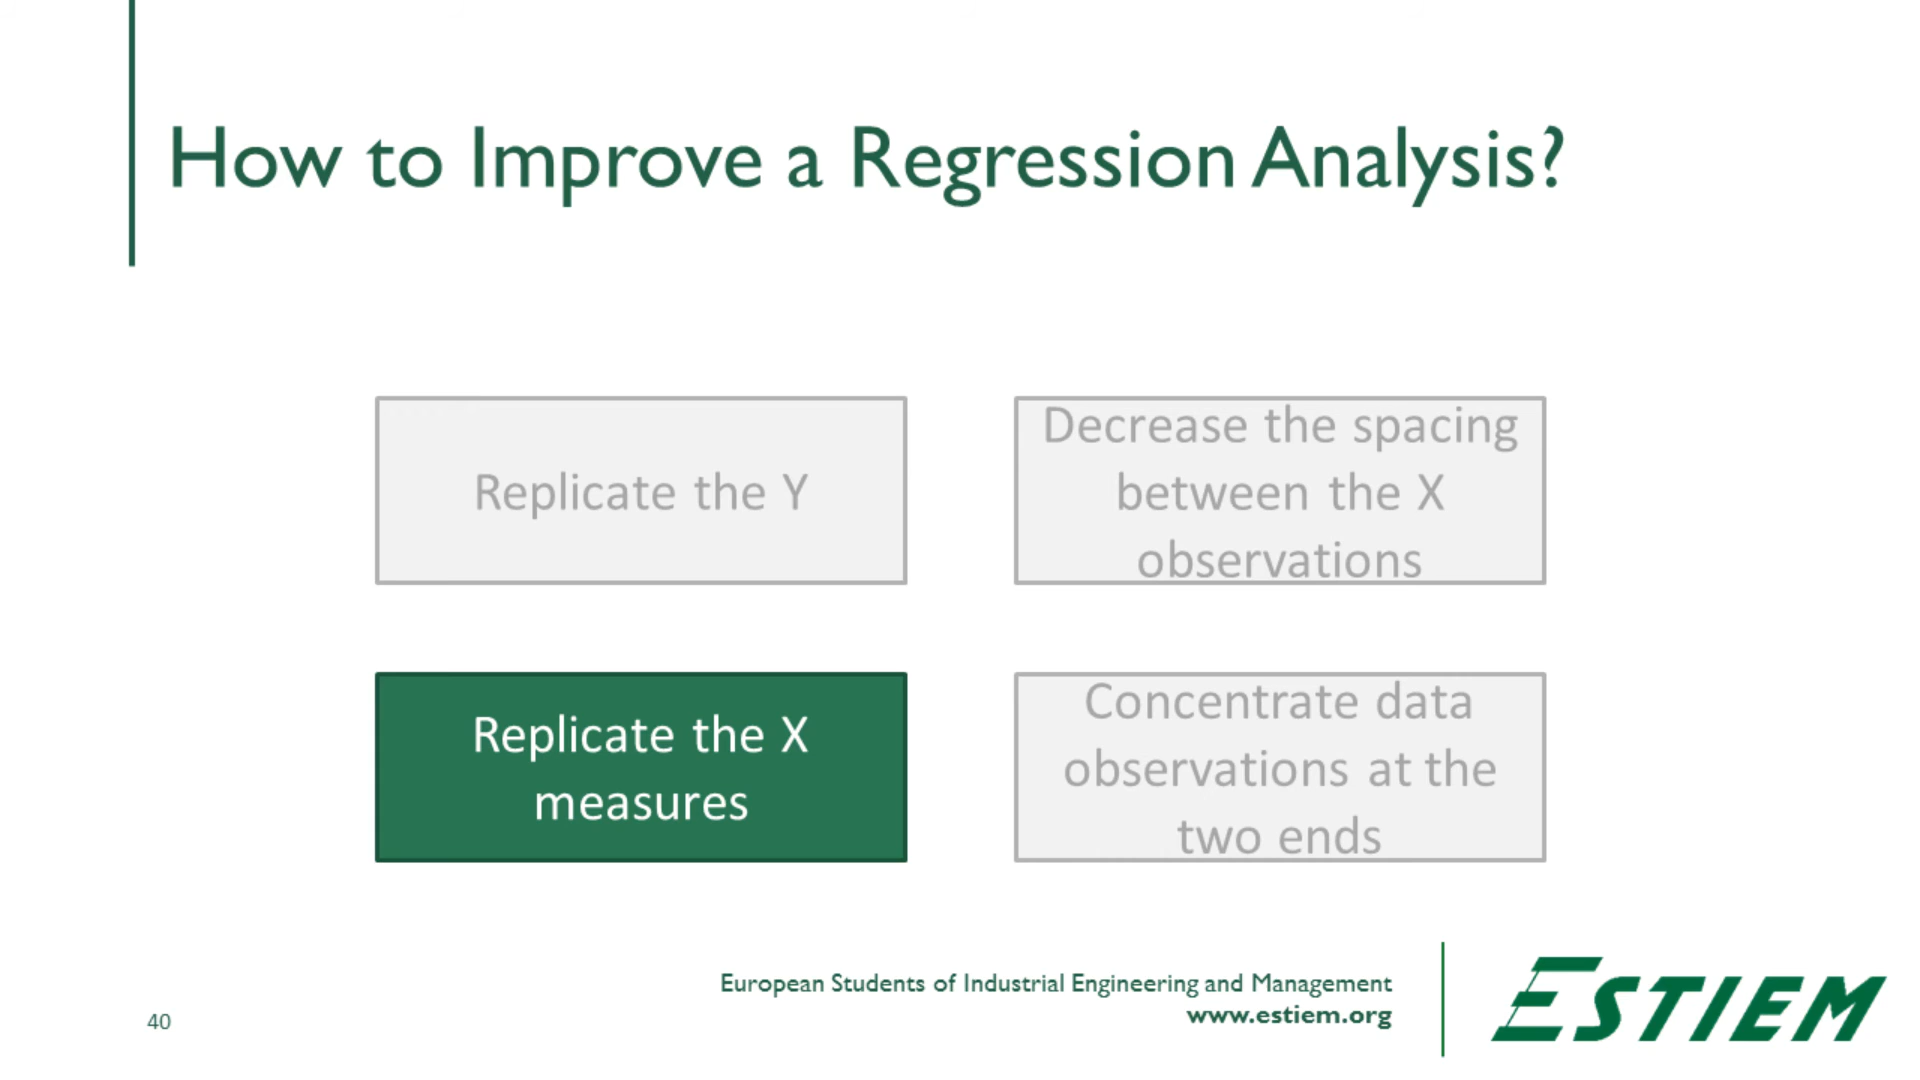 How to Improve a Regression Analysis?
Replicate the Y
Decrease the spacing
between the X
observations
Replicate the X
measures
Concentrate data
observations at the
two ends
European Students of Industrial Engineering and Management
www.estiem.org
40
ESTIEM